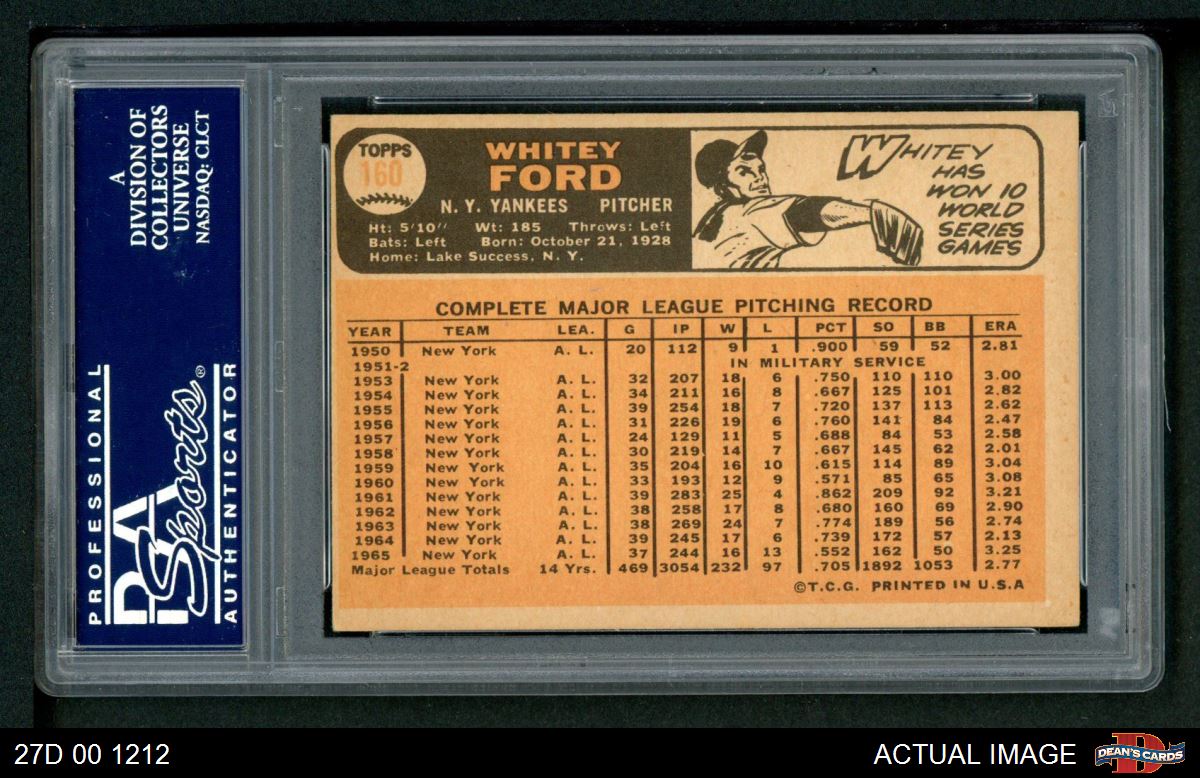 A
DIVISION OF
COLLECTORS
UNIVERSE
NASDAQ: CLCT
PROFESSIONAL
PSA
Sports®
AUTHENTICATOR
TOPPS
160
WHITEY
FORD
N. Y. YANKEES PITCHER
Ht: 5'10" Wt: 185 Throws: Left
Bats: Left Born: October 21, 1928
Home: Lake Success, N. Y.
WHITEY
HAS
WON 10
WORLD
SERIES
GAMES
COMPLETE MAJOR LEAGUE PITCHING RECORD
YEAR TEAM LEA. G IP W L PCT SO BB ERA
1950 New York A. L. 20 112 9 1 .900 59 52 2.81
1951-2 IN MILITARY SERVICE
1953 New York A. L. 32 207 18 6 .750 110 110 3.00
1954 New York A. L. 34 211 16 8 .667 125 101 2.82
1955 New York A. L. 39 254 18 7 .720 137 113 2.62
1956 New York A. L. 31 226 19 6 .760 141 84 2.47
1957 New York A. L. 24 129 11 5 .688 84 53 2.58
1958 New York A. L. 30 219 14 7 .667 145 62 2.01
1959 New York A. L. 35 204 16 10 .615 114 89 3.04
1960 New York A. L. 33 193 12 9 .571 85 65 3.08
1961 New York A. L. 39 283 25 4 .862 209 92 3.21
1962 New York A. L. 38 258 17 8 .680 160 69 2.90
1963 New York A. L. 38 269 24 7 .774 189 56 2.74
1964 New York A. L. 39 245 17 6 .739 172 57 2.13
1965 New York A. L. 37 244 16 13 .552 162 50 3.25
Major League Totals 14 Yrs. 469 3054 232 97 .705 1892 1053 2.77
©T.C.G. PRINTED IN U.S.A
27D 00 1212
ACTUAL IMAGE
D
DEAN'S CARDS